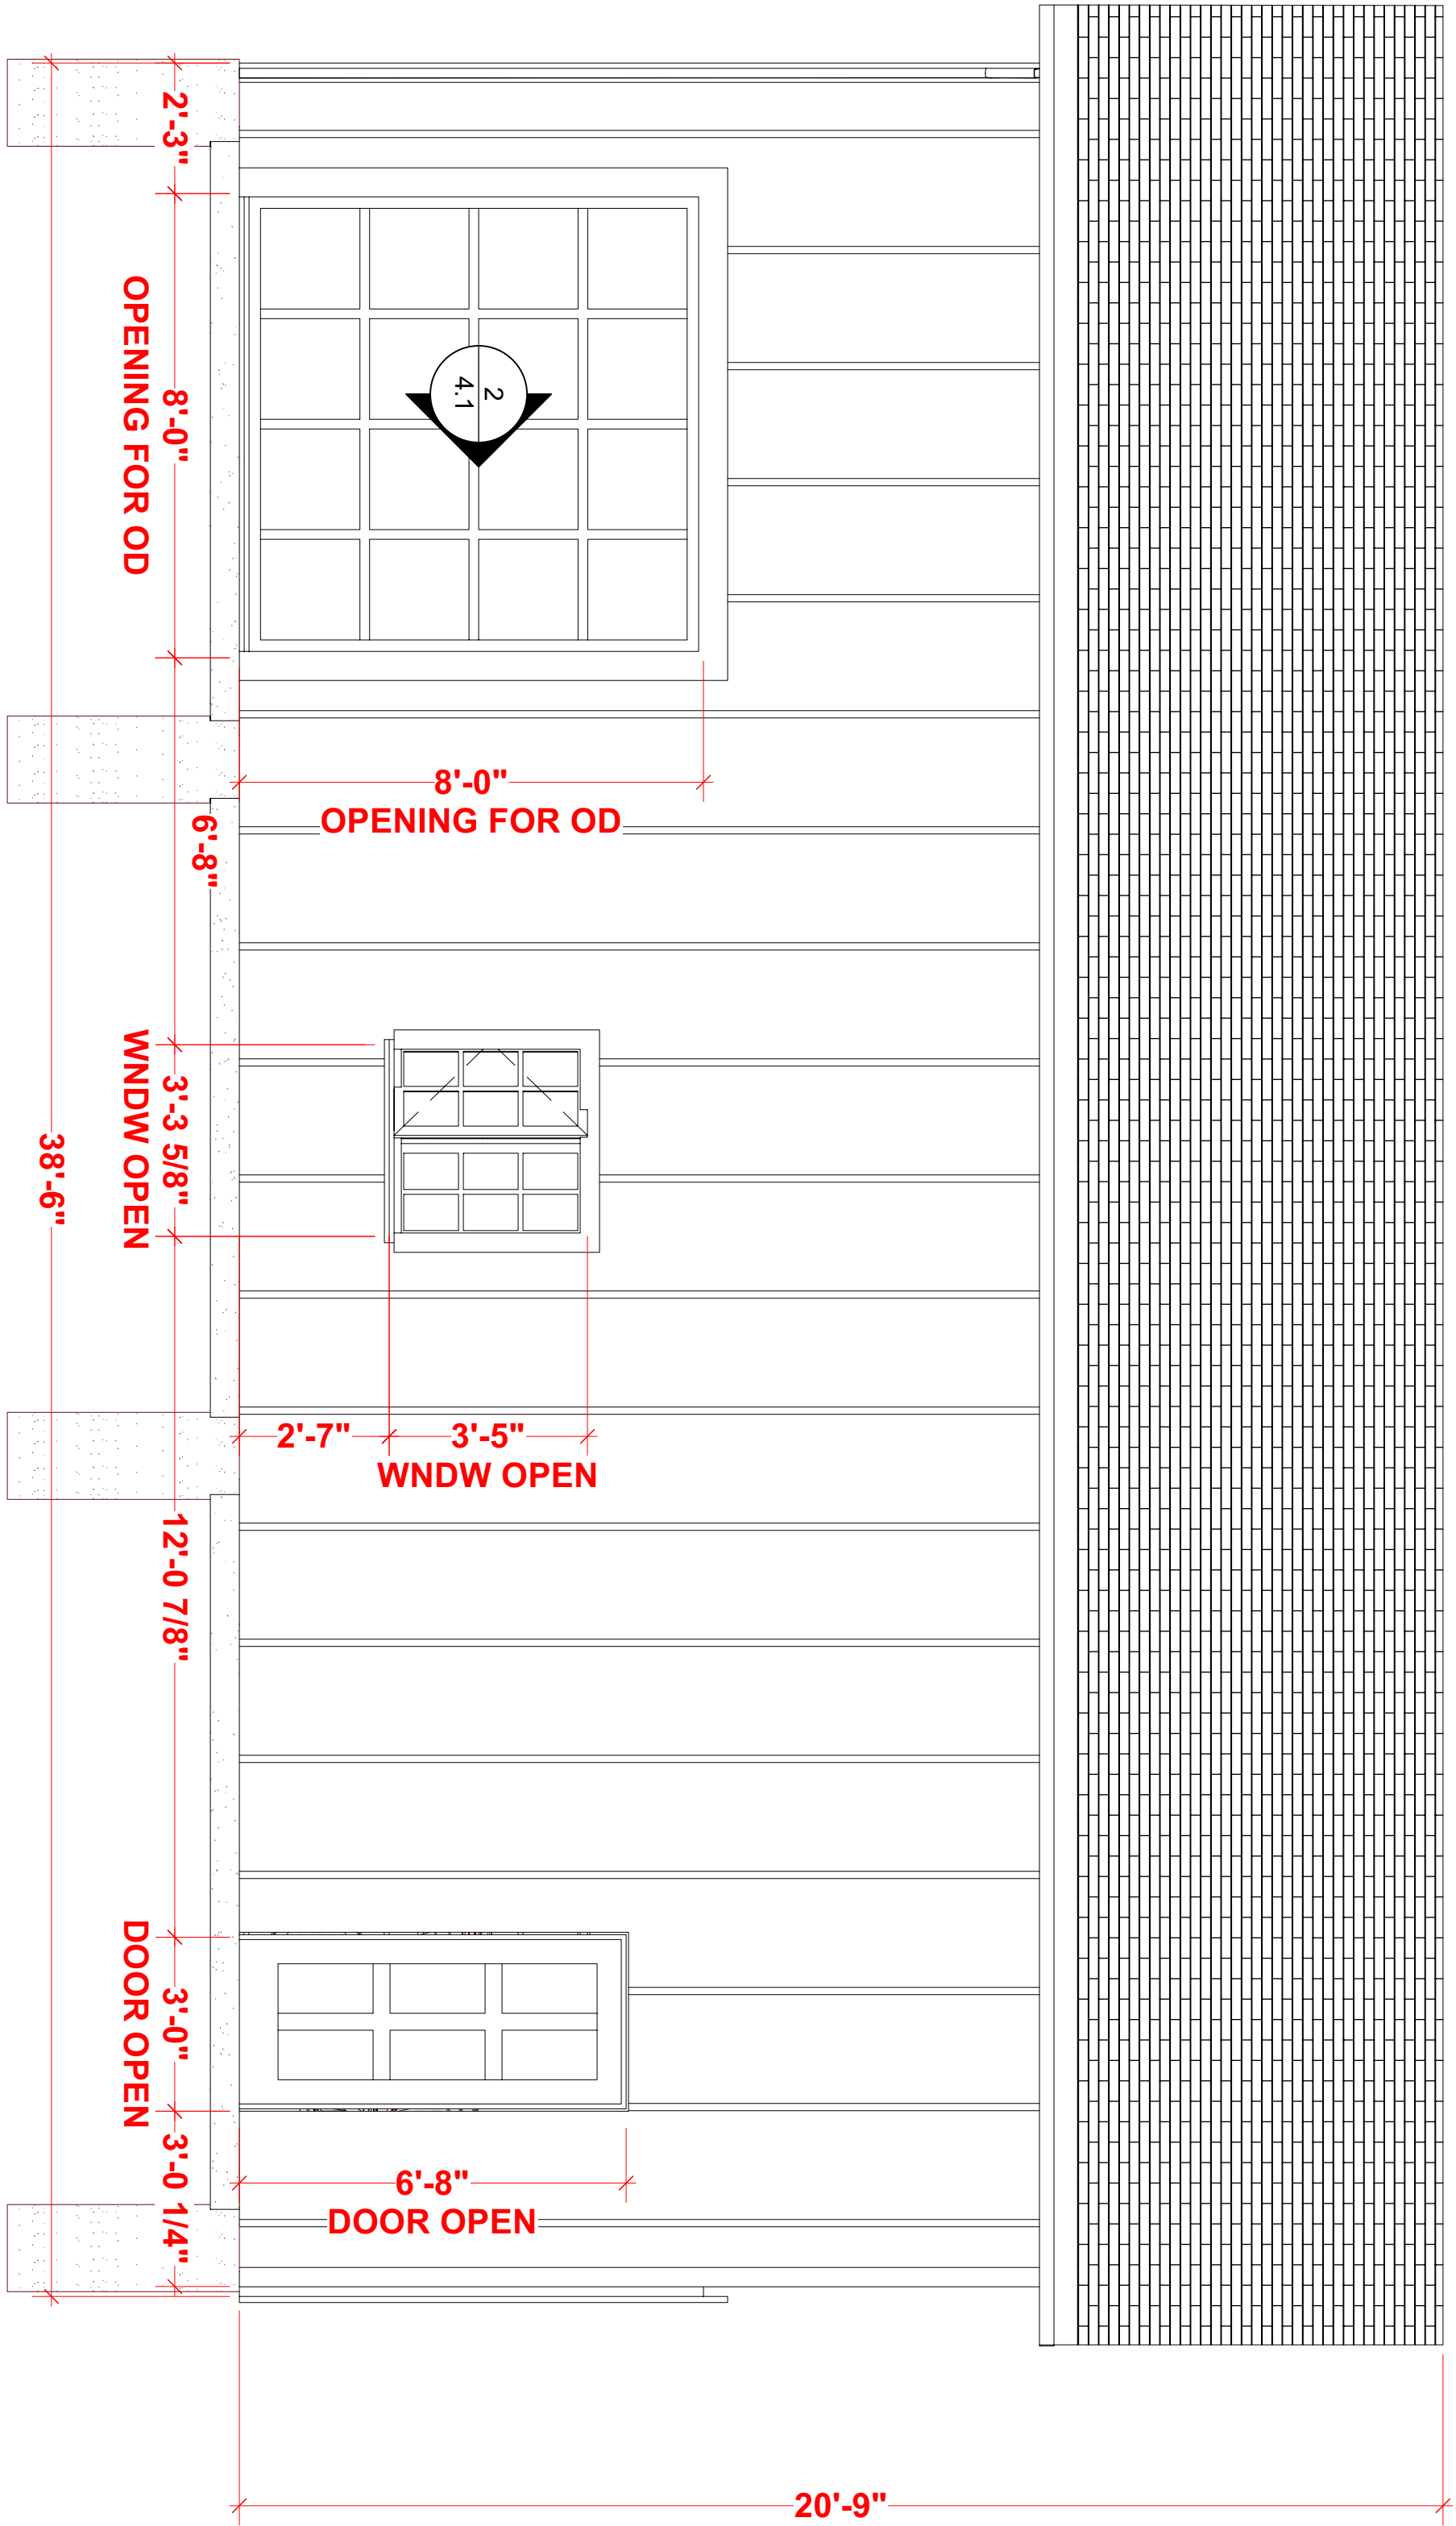 2'-3"
8'-0"
OPENING FOR OD
2
4.1
8'-0"
OPENING FOR OD
6'-8"
3'-3 5/8"
WNDW OPEN
38'-6"
2'-7"
3'-5"
WNDW OPEN
12'-0 7/8"
3'-0"
DOOR OPEN
3'-0 1/4"
6'-8"
DOOR OPEN
20'-9"